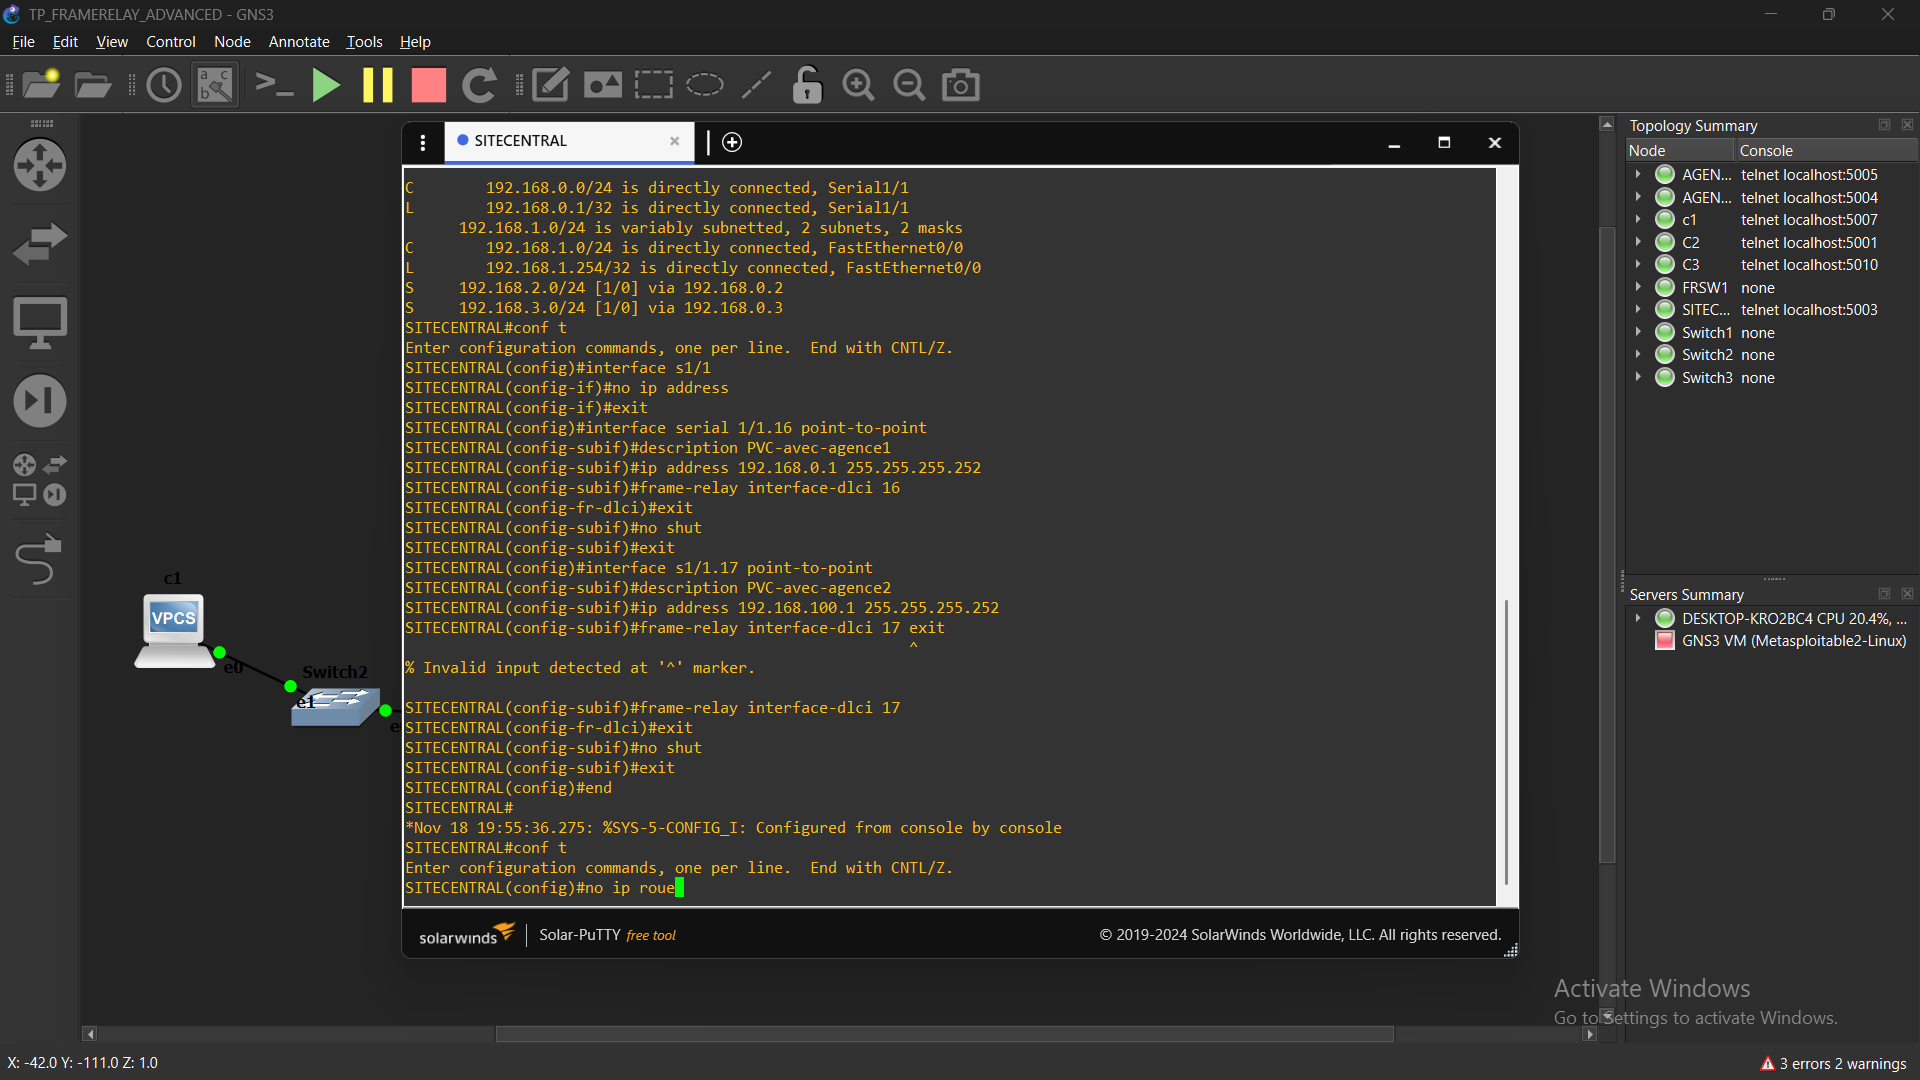 TP_FRAMERELAY_ADVANCED - GNS3
File Edit View Control Node Annotate Tools Help
SITECENTRAL
C        192.168.0.0/24 is directly connected, Serial1/1
L        192.168.0.1/32 is directly connected, Serial1/1
      192.168.1.0/24 is variably subnetted, 2 subnets, 2 masks
C        192.168.1.0/24 is directly connected, FastEthernet0/0
L        192.168.1.254/32 is directly connected, FastEthernet0/0
S     192.168.2.0/24 [1/0] via 192.168.0.2
S     192.168.3.0/24 [1/0] via 192.168.0.3
SITECENTRAL#conf t
Enter configuration commands, one per line.  End with CNTL/Z.
SITECENTRAL(config)#interface s1/1
SITECENTRAL(config-if)#no ip address
SITECENTRAL(config-if)#exit
SITECENTRAL(config)#interface serial 1/1.16 point-to-point
SITECENTRAL(config-subif)#description PVC-avec-agence1
SITECENTRAL(config-subif)#ip address 192.168.0.1 255.255.255.252
SITECENTRAL(config-subif)#frame-relay interface-dlci 16
SITECENTRAL(config-fr-dlci)#exit
SITECENTRAL(config-subif)#no shut
SITECENTRAL(config-subif)#exit
SITECENTRAL(config)#interface s1/1.17 point-to-point
SITECENTRAL(config-subif)#description PVC-avec-agence2
SITECENTRAL(config-subif)#ip address 192.168.100.1 255.255.255.252
SITECENTRAL(config-subif)#frame-relay interface-dlci 17 exit
^
% Invalid input detected at '^' marker.
SITECENTRAL(config-subif)#frame-relay interface-dlci 17
SITECENTRAL(config-fr-dlci)#exit
SITECENTRAL(config-subif)#no shut
SITECENTRAL(config-subif)#exit
SITECENTRAL(config)#end
SITECENTRAL#
*Nov 18 19:55:36.275: %SYS-5-CONFIG_I: Configured from console by console
SITECENTRAL#conf t
Enter configuration commands, one per line.  End with CNTL/Z.
SITECENTRAL(config)#no ip roue
solarwinds Solar-PuTTY free tool © 2019-2024 SolarWinds Worldwide, LLC. All rights reserved.
c1
VPCS
e0
Switch2
e1
Topology Summary
Node Console
AGEN... telnet localhost:5005
AGEN... telnet localhost:5004
c1 telnet localhost:5007
C2 telnet localhost:5001
C3 telnet localhost:5010
FRSW1 none
SITEC... telnet localhost:5003
Switch1 none
Switch2 none
Switch3 none
Servers Summary
DESKTOP-KRO2BC4 CPU 20.4%, ...
GNS3 VM (Metasploitable2-Linux)
Activate Windows
Go to Settings to activate Windows.
X: -42.0 Y: -111.0 Z: 1.0
3 errors 2 warnings